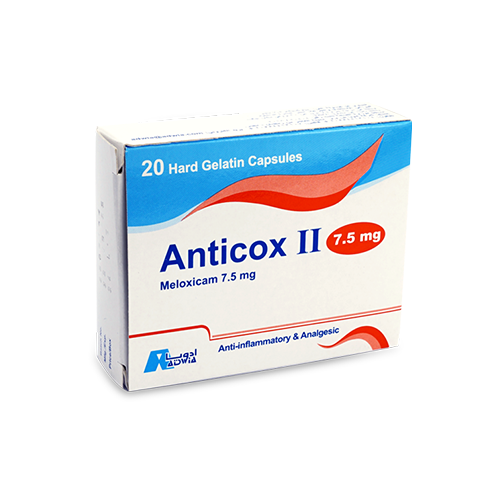 20 Hard Gelatin Capsules
Anticox II 7.5 mg
Meloxicam 7.5 mg
ادويا
ADWIA
Anti-inflammatory & Analgesic